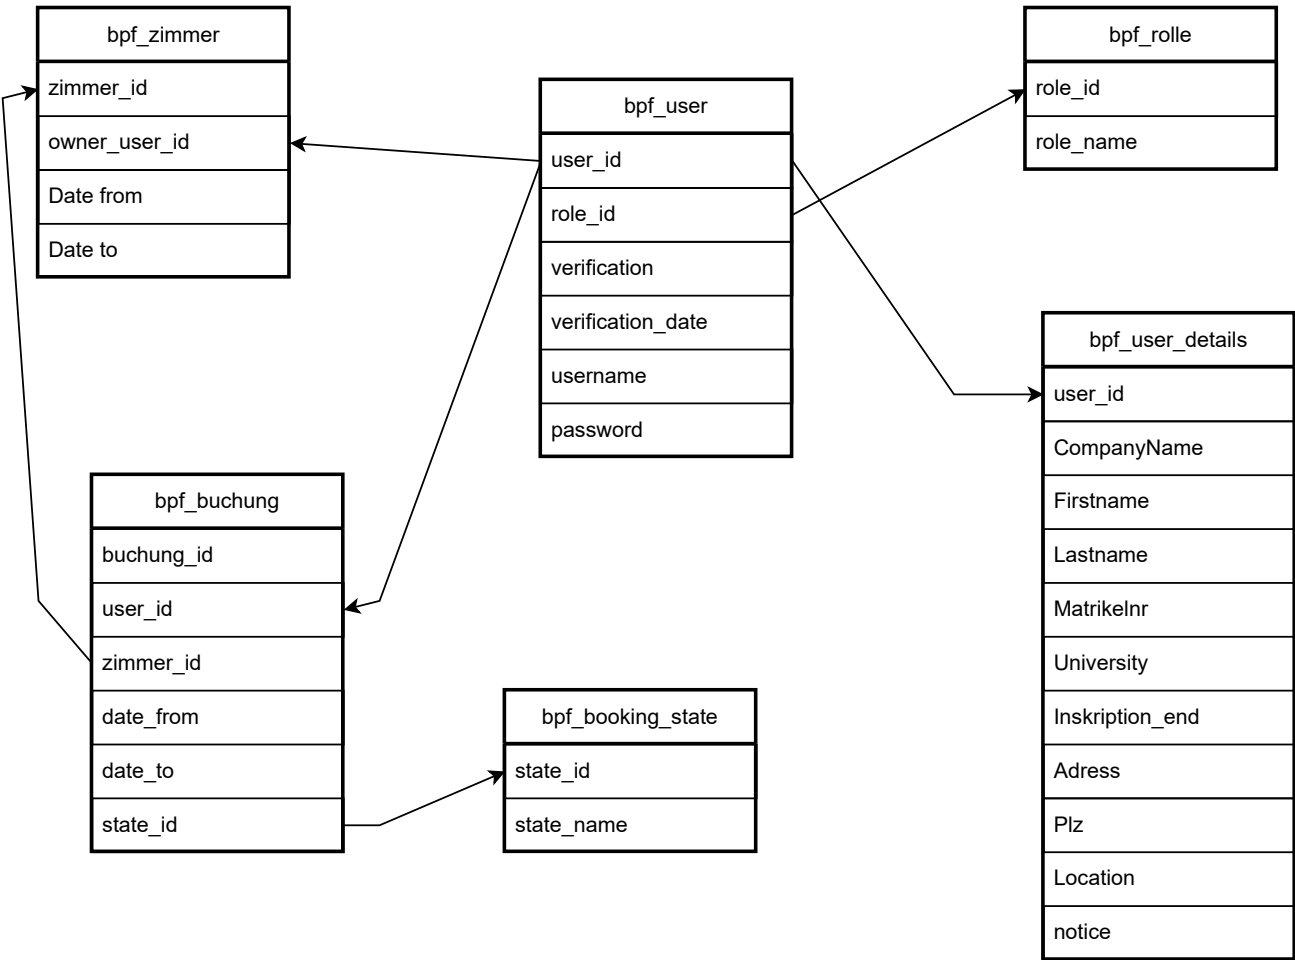 bpf_zimmer
zimmer_id
owner_user_id
Date from
Date to
bpf_user
user_id
role_id
verification
verification_date
username
password
bpf_rolle
role_id
role_name
bpf_user_details
user_id
CompanyName
Firstname
Lastname
Matrikelnr
University
Inskription_end
Adress
Plz
Location
notice
bpf_buchung
buchung_id
user_id
zimmer_id
date_from
date_to
state_id
bpf_booking_state
state_id
state_name